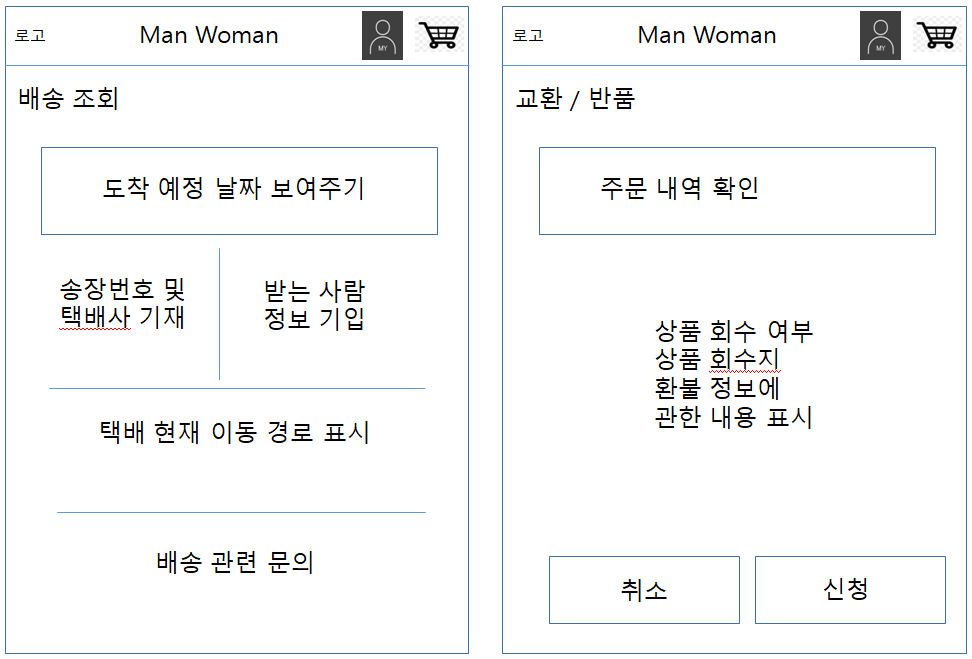 로고
Man Woman
MY
배송 조회
도착 예정 날짜 보여주기
송장번호 및
택배사 기재
받는 사람
정보 기입
택배 현재 이동 경로 표시
배송 관련 문의
로고
Man Woman
MY
교환 / 반품
주문 내역 확인
상품 회수 여부
상품 회수지
환불 정보에
관한 내용 표시
취소
신청